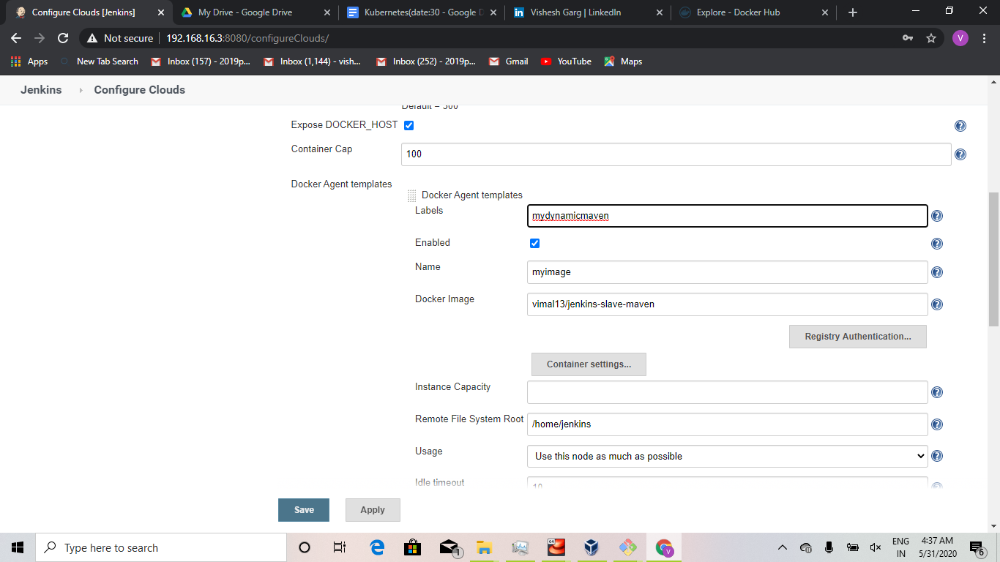 Configure Clouds [Jenkins]
My Drive - Google Drive
Kubernetes(date:30 - Google D
Vishesh Garg | LinkedIn
Explore - Docker Hub
Not secure | 192.168.16.3:8080/configureClouds/
V
Apps
New Tab Search
Inbox (157) - 2019p...
Inbox (1,144) - vish...
Inbox (252) - 2019p...
Gmail
YouTube
Maps
Jenkins
Configure Clouds
Default = 300
Expose DOCKER_HOST
Container Cap
100
Docker Agent templates
Docker Agent templates
Labels
mydynamicmaven
Enabled
Name
myimage
Docker Image
vimal13/jenkins-slave-maven
Registry Authentication...
Container settings...
Instance Capacity
Remote File System Root
/home/jenkins
Usage
Use this node as much as possible
Idle timeout
10
Save
Apply
Type here to search
1
V
ENG
IN
4:37 AM
5/31/2020
6